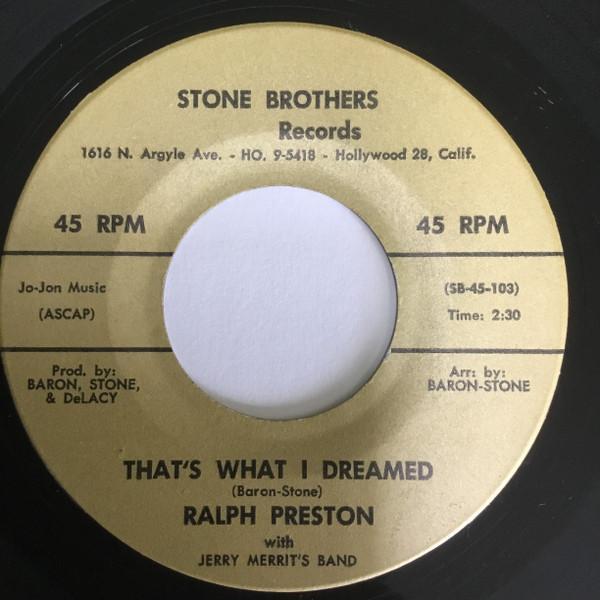 STONE BROTHERS
Records
1616 N. Argyle Ave. - HO. 9-5418 - Hollywood 28, Calif.
45 RPM
45 RPM
Jo-Jon Music
(ASCAP)
(SB-45-103)
Time: 2:30
Prod. by:
BARON, STONE,
& DeLACY
Arr: by:
BARON-STONE
THAT'S WHAT I DREAMED
(Baron-Stone)
RALPH PRESTON
with
JERRY MERRIT'S BAND